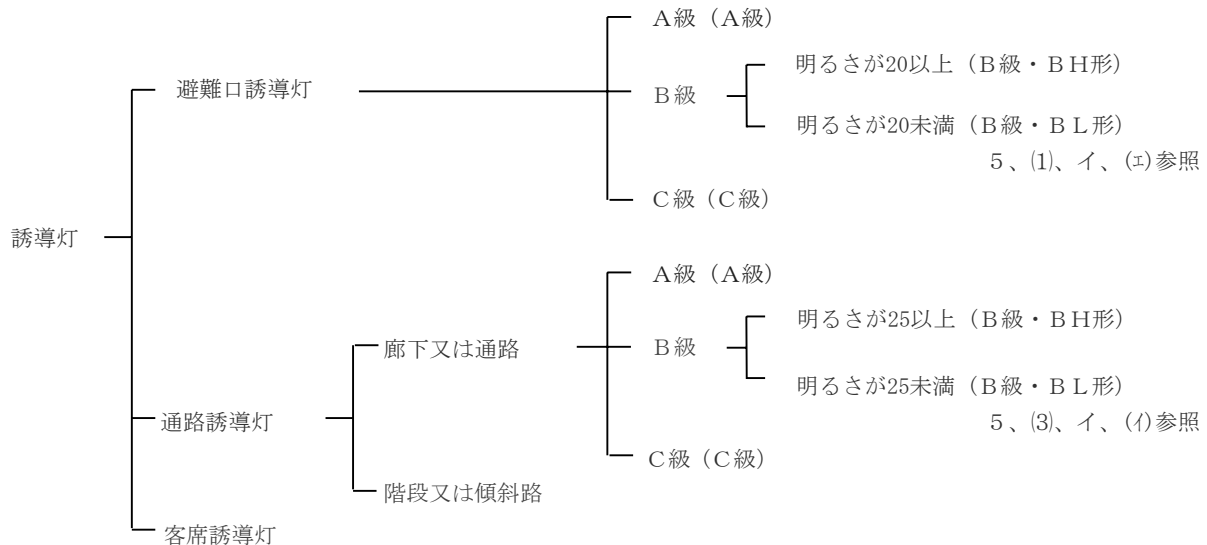 A級（A級）
明るさが20以上（B級・BH形）
避難口誘導灯
B級
明るさが20未満（B級・BL形）
5、⑴、イ、㈓参照
C級（C級）
誘導灯
A級（A級）
明るさが25以上（B級・BH形）
廊下又は通路
B級
明るさが25未満（B級・BL形）
5、⑶、イ、(ｲ)参照
通路誘導灯
C級（C級）
階段又は傾斜路
客席誘導灯